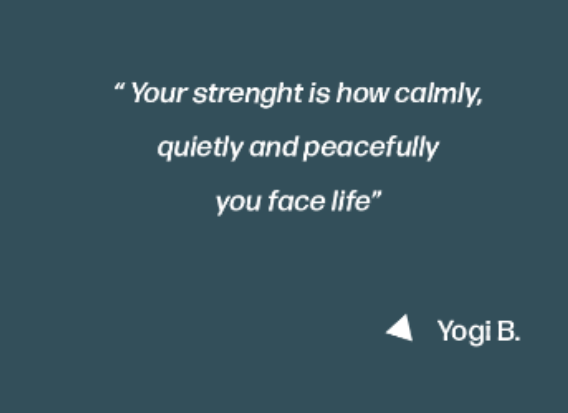 “ Your strenght is how calmly,
quietly and peacefully
you face life”
Yogi B.